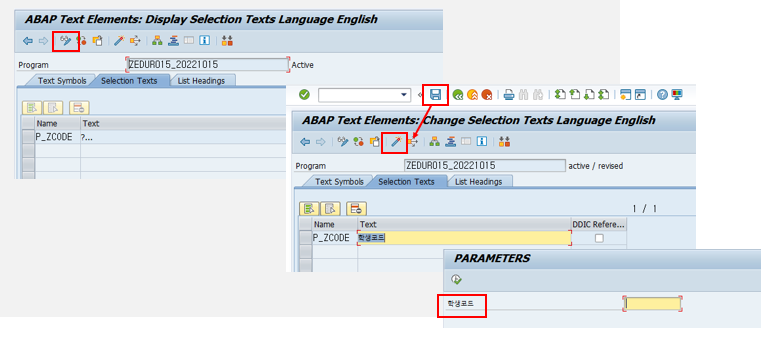 ABAP Text Elements: Display Selection Texts Language English
Program ZEDUR015_20221015 Active
Text Symbols Selection Texts List Headings
Name Text
P_ZCODE ?...
ABAP Text Elements: Change Selection Texts Language English
Program ZEDUR015_20221015 active / revised
Text Symbols Selection Texts List Headings
1 / 1
Name Text DDIC Refere...
P_ZCODE 학생코드
PARAMETERS
학생코드